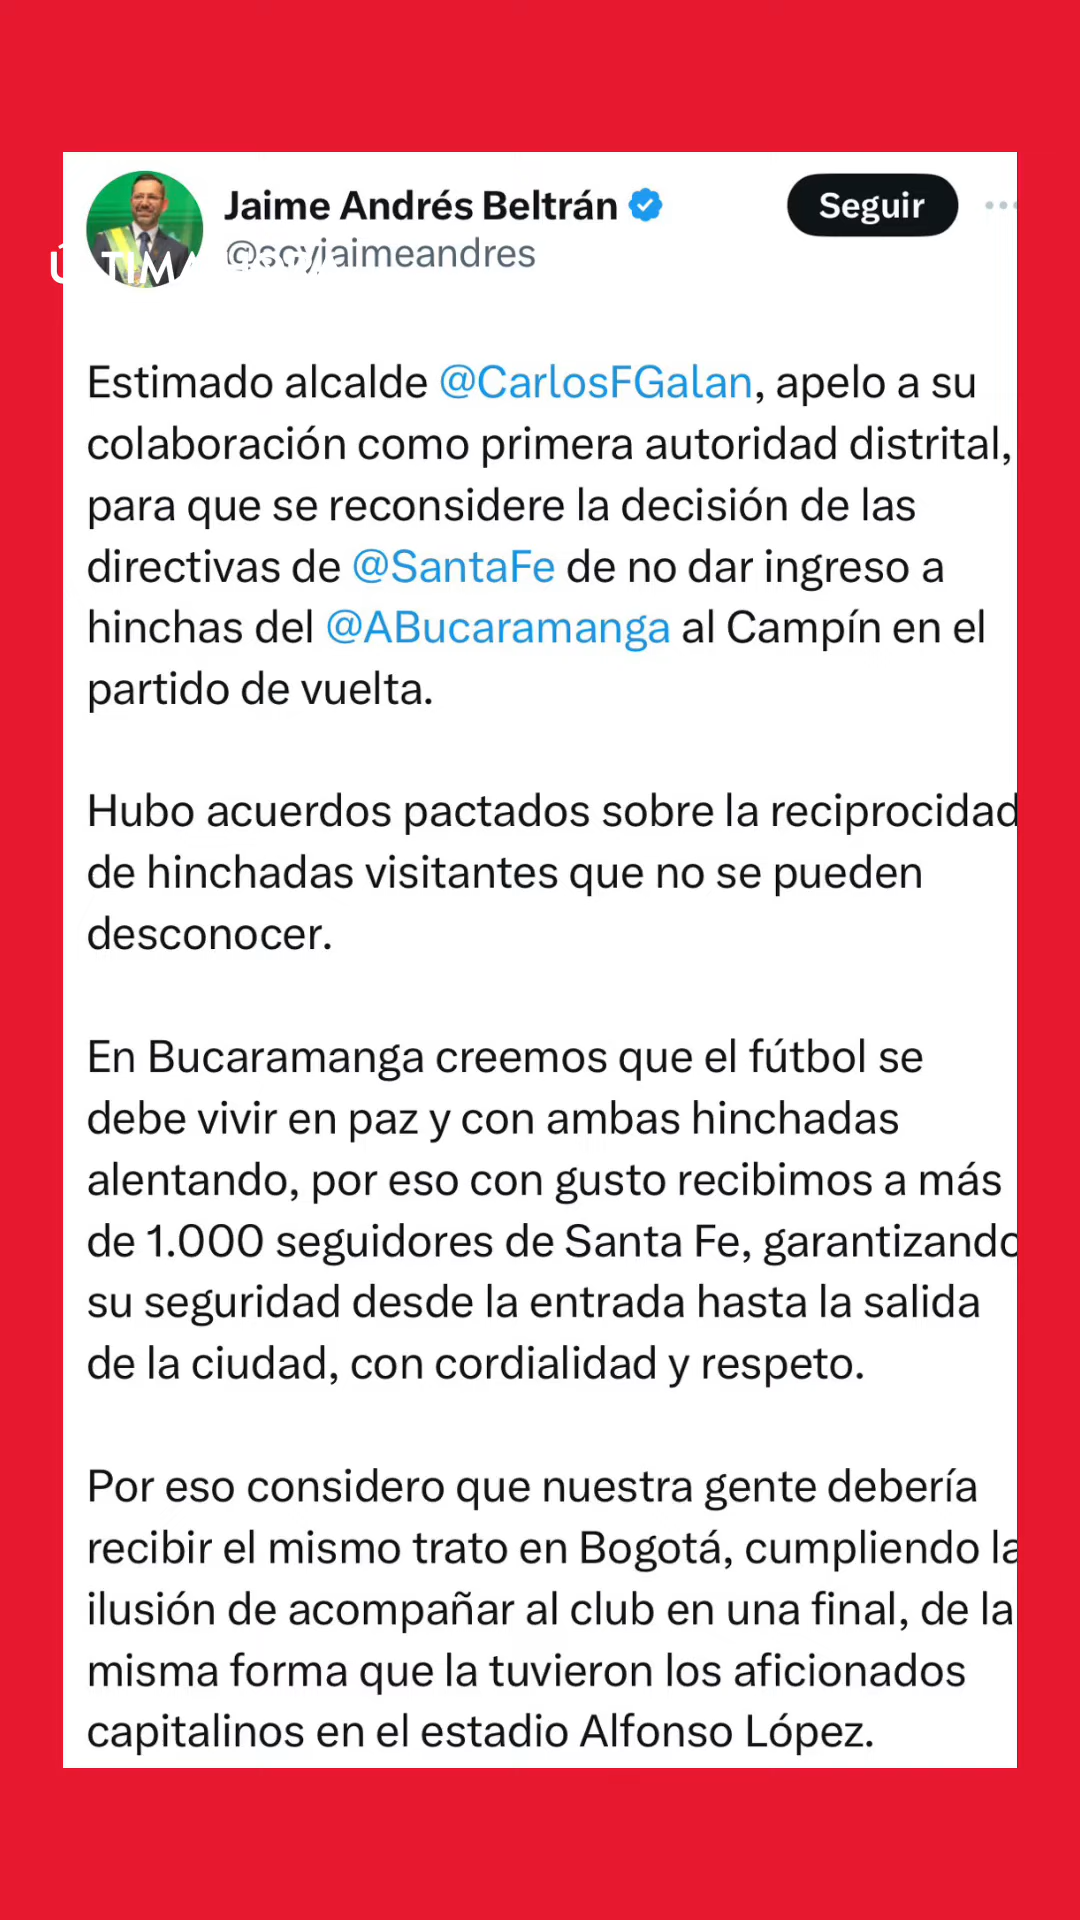 Jaime Andrés Beltrán
Seguir
@soyjaimeandres
ÚLTIMA
Estimado alcalde @CarlosFGalan, apelo a su
colaboración como primera autoridad distrital,
para que se reconsidere la decisión de las
directivas de @SantaFe de no dar ingreso a
hinchas del @ABucaramanga al Campín en el
partido de vuelta.
Hubo acuerdos pactados sobre la reciprocidad
de hinchadas visitantes que no se pueden
desconocer.
En Bucaramanga creemos que el fútbol se
debe vivir en paz y con ambas hinchadas
alentando, por eso con gusto recibimos a más
de 1.000 seguidores de Santa Fe, garantizando
su seguridad desde la entrada hasta la salida
de la ciudad, con cordialidad y respeto.
Por eso considero que nuestra gente debería
recibir el mismo trato en Bogotá, cumpliendo la
ilusión de acompañar al club en una final, de la
misma forma que la tuvieron los aficionados
capitalinos en el estadio Alfonso López.